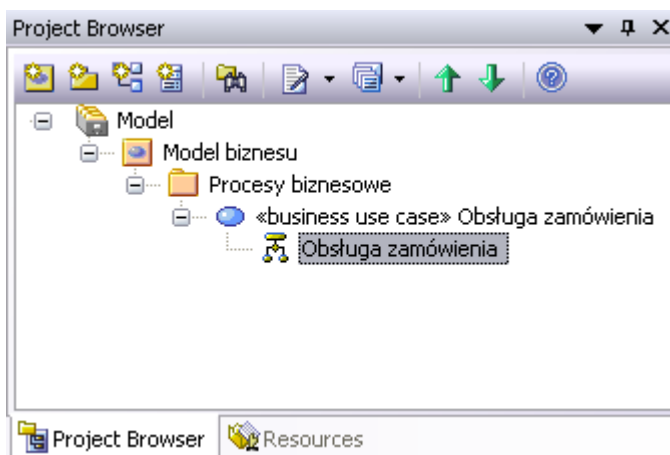 Project Browser
Model
Model biznesu
Procesy biznesowe
«business use case» Obsługa zamówienia
Obsługa zamówienia
Project Browser
Resources